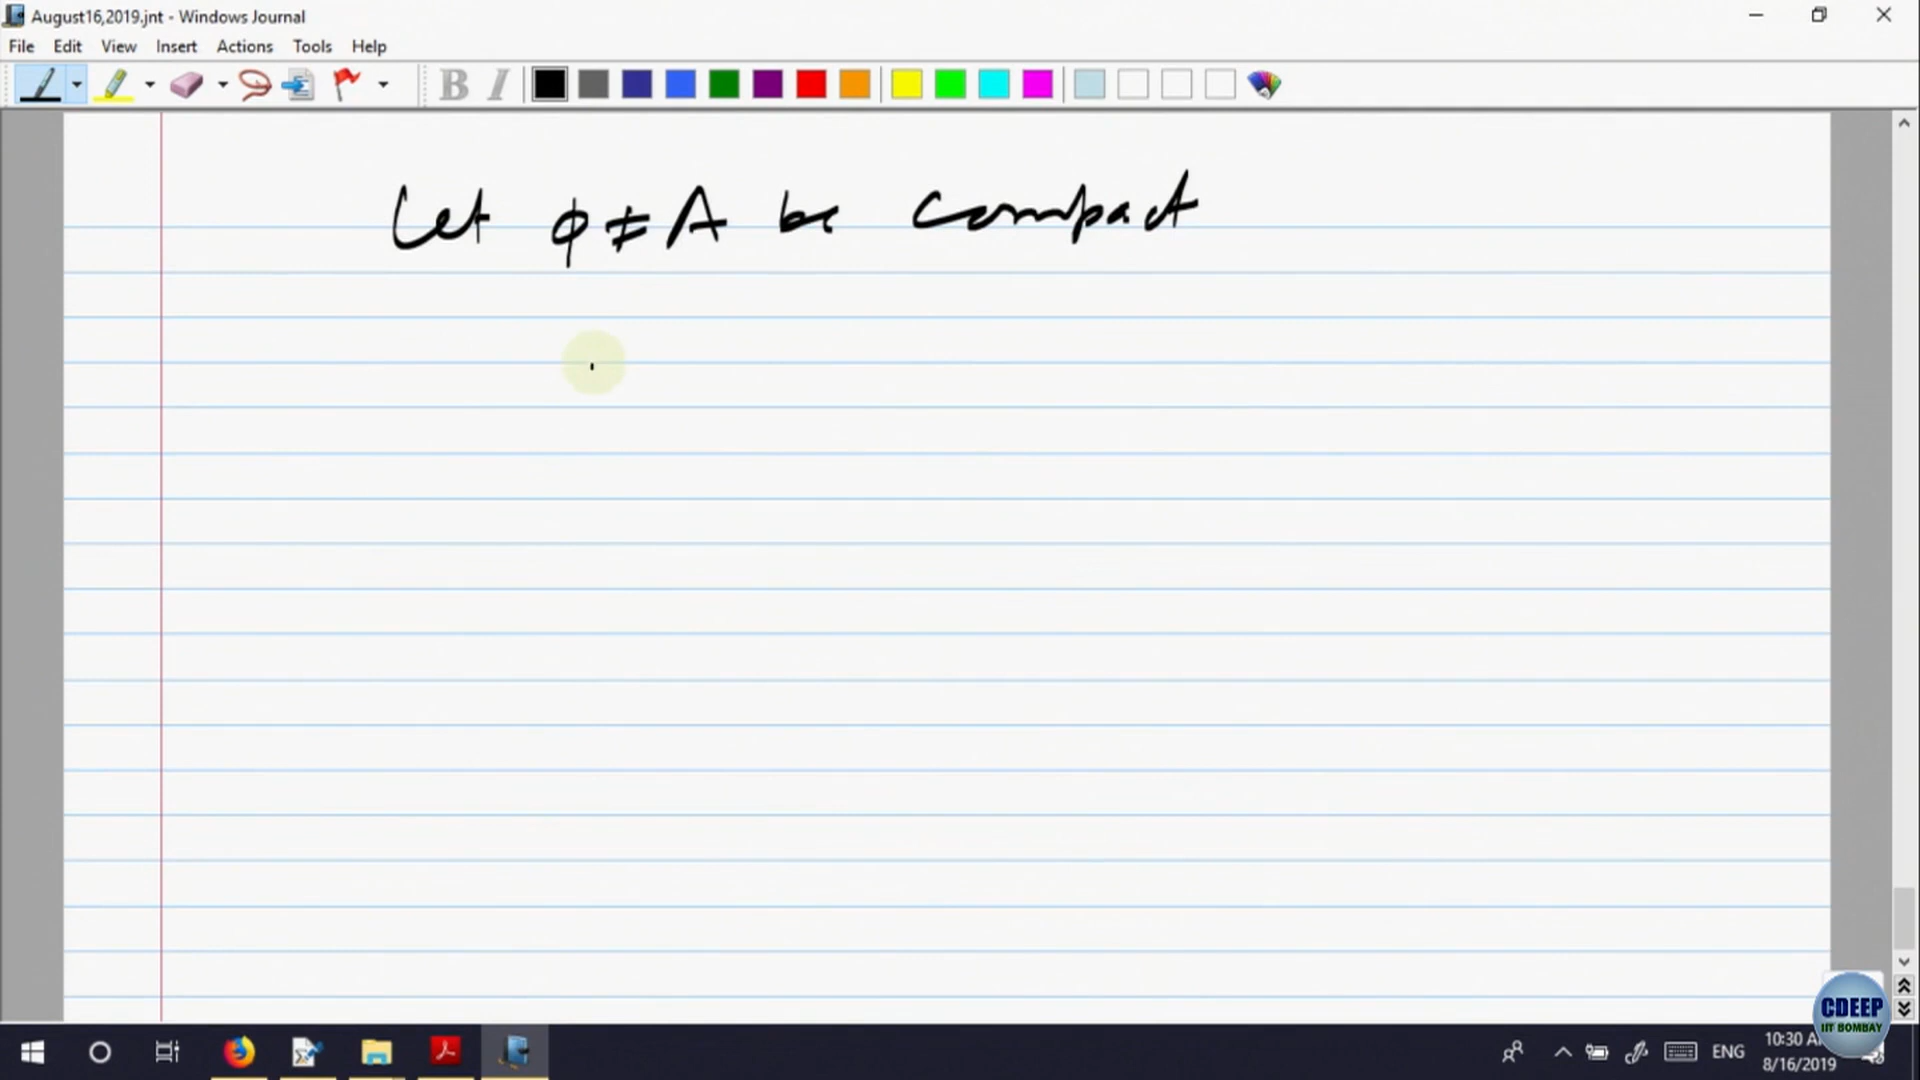 August16,2019.jnt - Windows Journal
File Edit View Insert Actions Tools Help
B I
Let ϕ ≠ A be compact
CDEEP
IIT BOMBAY
ENG
10:30 A
8/16/2019